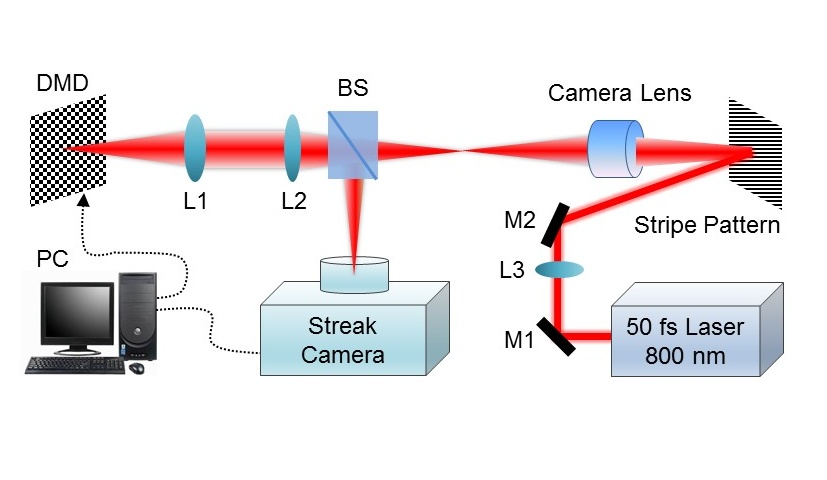 DMD
BS
Camera Lens
L1
L2
M2
Stripe Pattern
PC
L3
Streak
Camera
M1
50 fs Laser
800 nm